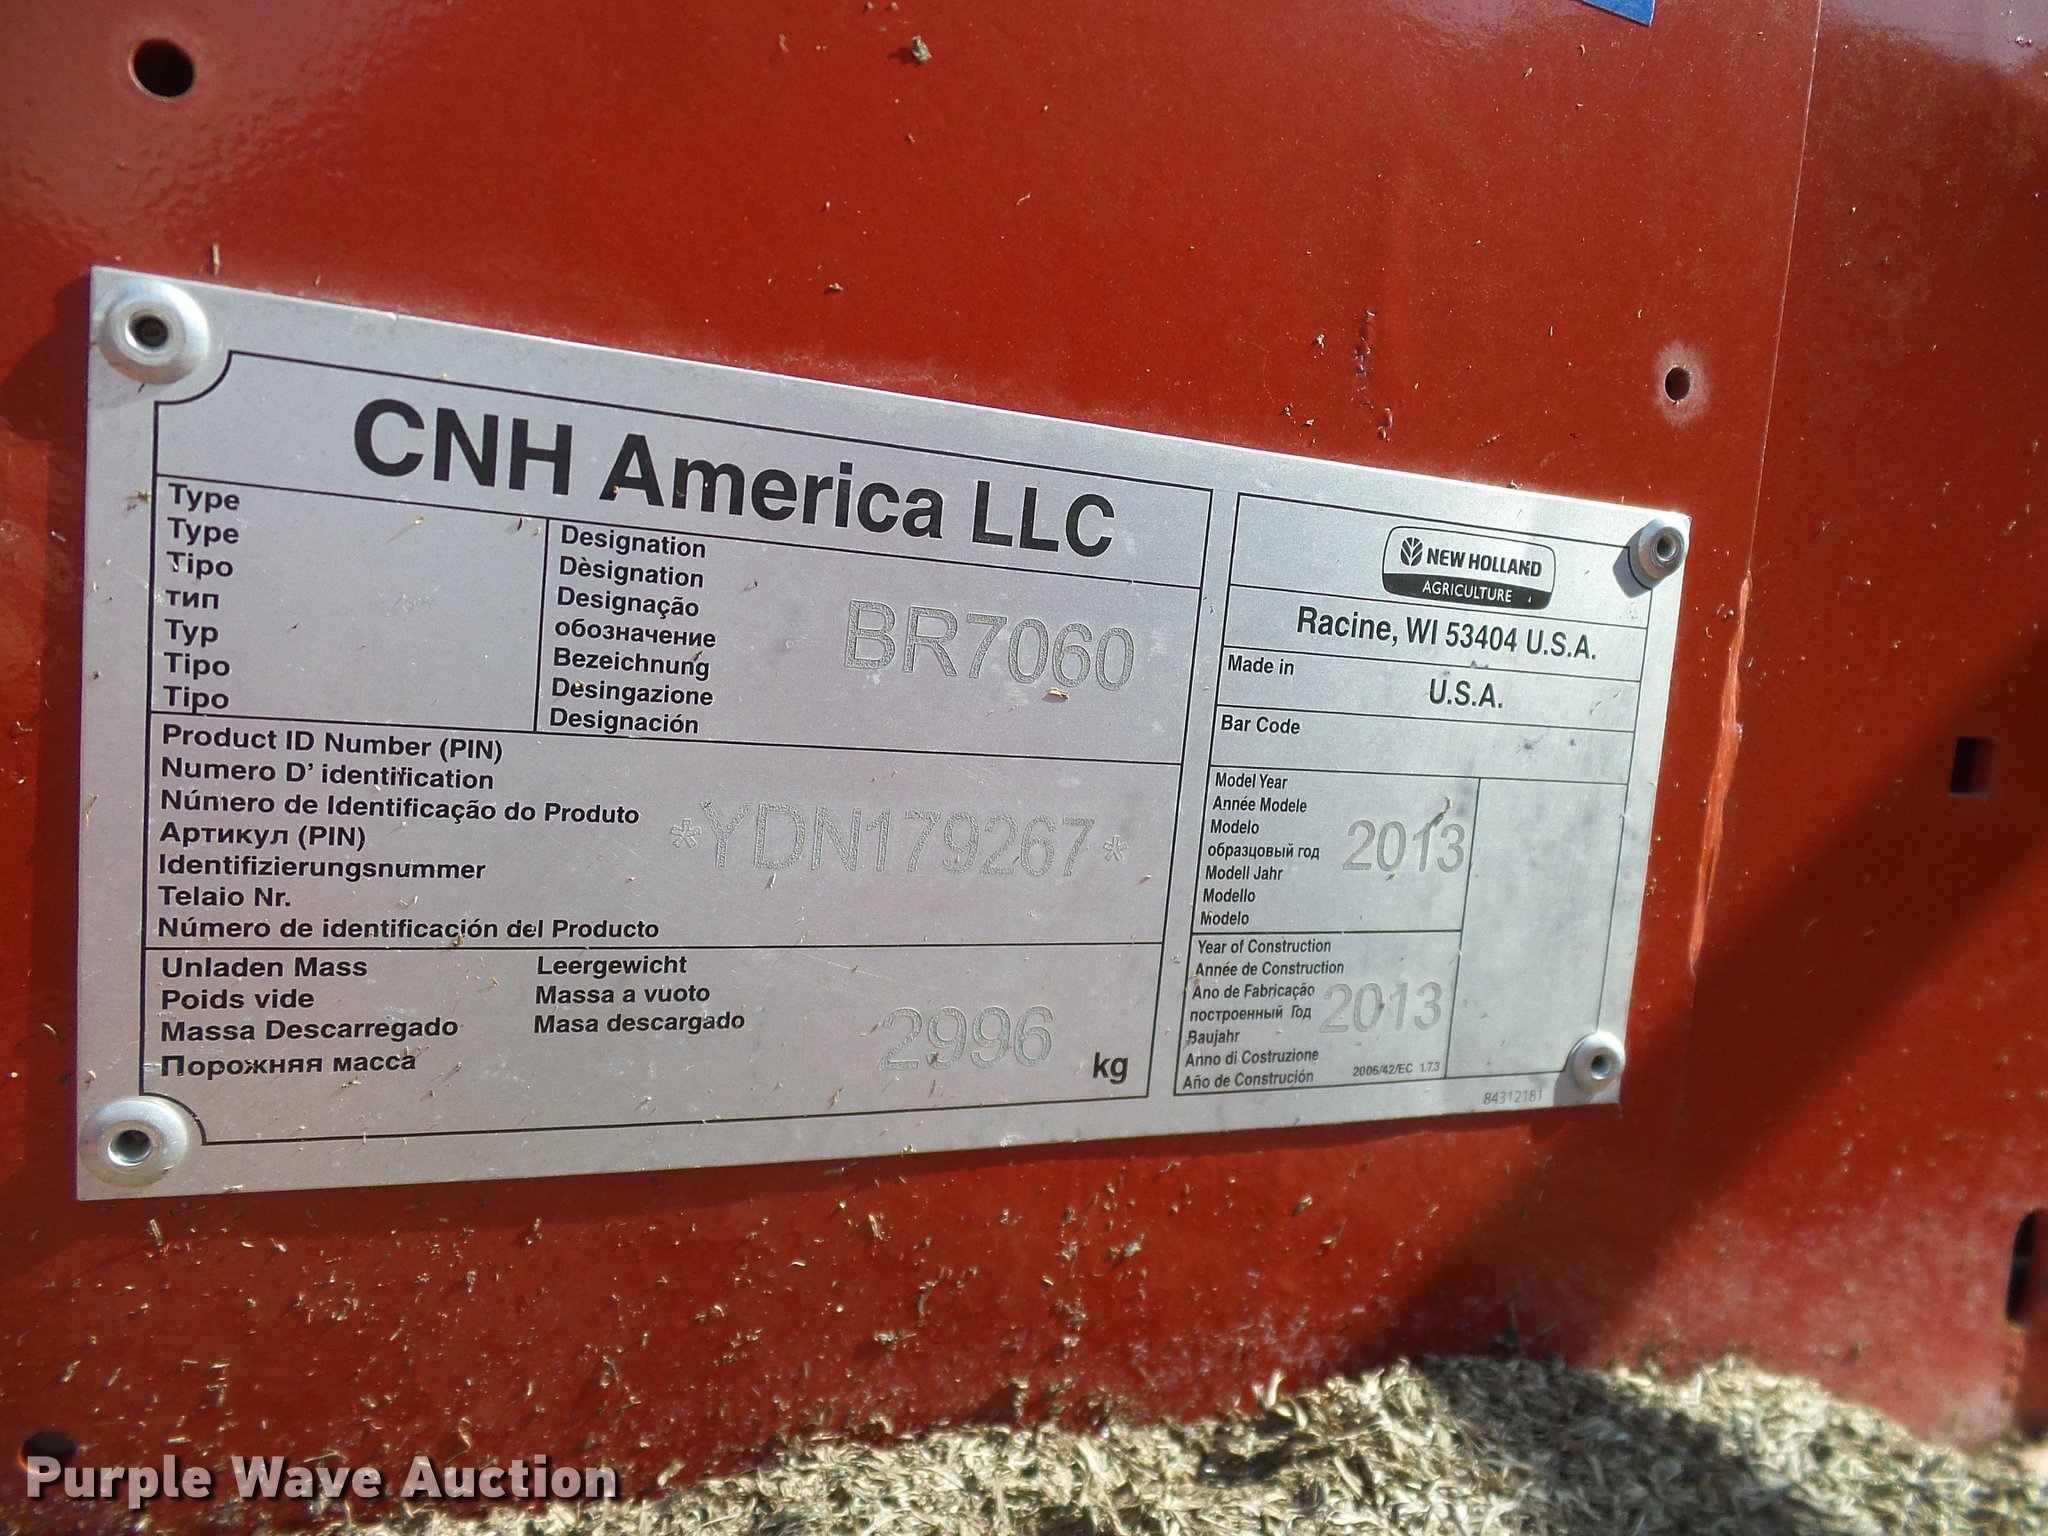 CNH America LLC
Type
Type
Tipo
тип
Typ
Tipo
Tipo
Designation
Dèsignation
Designação
обозначение
Bezeichnung
Desingazione
Designación
BR7060
Product ID Number (PIN)
Numero D' identification
Número de Identificação do Produto
Артикул (PIN)
Identifizierungsnummer
Telaio Nr.
Número de identificación del Producto
*YDN179267*
Unladen Mass
Poids vide
Massa Descarregado
Порожняя масса
Leergewicht
Massa a vuoto
Masa descargado
2996 kg
NEW HOLLAND
AGRICULTURE
Racine, WI 53404 U.S.A.
Made in
U.S.A.
Bar Code
Model Year
Année Modele
Modelo
образцовый год
Modell Jahr
Modello
Modelo
2013
Year of Construction
Année de Construction
Ano de Fabricação
построенный Год
Baujahr
Anno di Costruzione
Año de Construción
2013
2006/42/EC 1.7.3
84312181
Purple Wave Auction